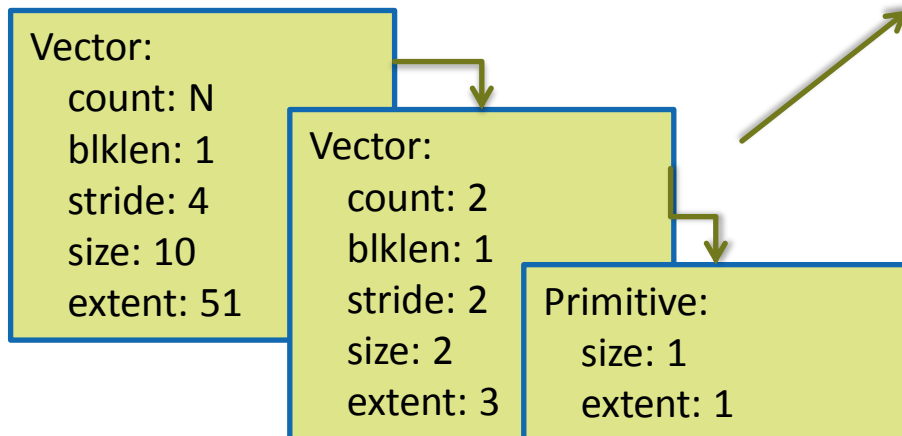 Vector:
count: N
blklen: 1
stride: 4
size: 10
extent: 51
Vector:
count: 2
blklen: 1
stride: 2
size: 2
extent: 3
Primitive:
size: 1
extent: 1